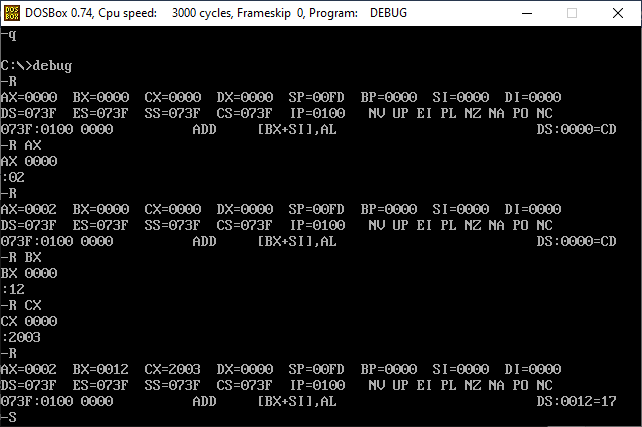 DOSBox 0.74, Cpu speed:    3000 cycles, Frameskip  0, Program:    DEBUG
-q
C:\>debug
-R
AX=0000  BX=0000  CX=0000  DX=0000  SP=00FD  BP=0000  SI=0000  DI=0000
DS=073F  ES=073F  SS=073F  CS=073F  IP=0100   NV UP EI PL NZ NA PO NC
073F:0100 0000          ADD     [BX+SI],AL                         DS:0000=CD
-R AX
AX 0000
:02
-R
AX=0002  BX=0000  CX=0000  DX=0000  SP=00FD  BP=0000  SI=0000  DI=0000
DS=073F  ES=073F  SS=073F  CS=073F  IP=0100   NV UP EI PL NZ NA PO NC
073F:0100 0000          ADD     [BX+SI],AL                         DS:0000=CD
-R BX
BX 0000
:12
-R CX
CX 0000
:2003
-R
AX=0002  BX=0012  CX=2003  DX=0000  SP=00FD  BP=0000  SI=0000  DI=0000
DS=073F  ES=073F  SS=073F  CS=073F  IP=0100   NV UP EI PL NZ NA PO NC
073F:0100 0000          ADD     [BX+SI],AL                         DS:0012=17
-S